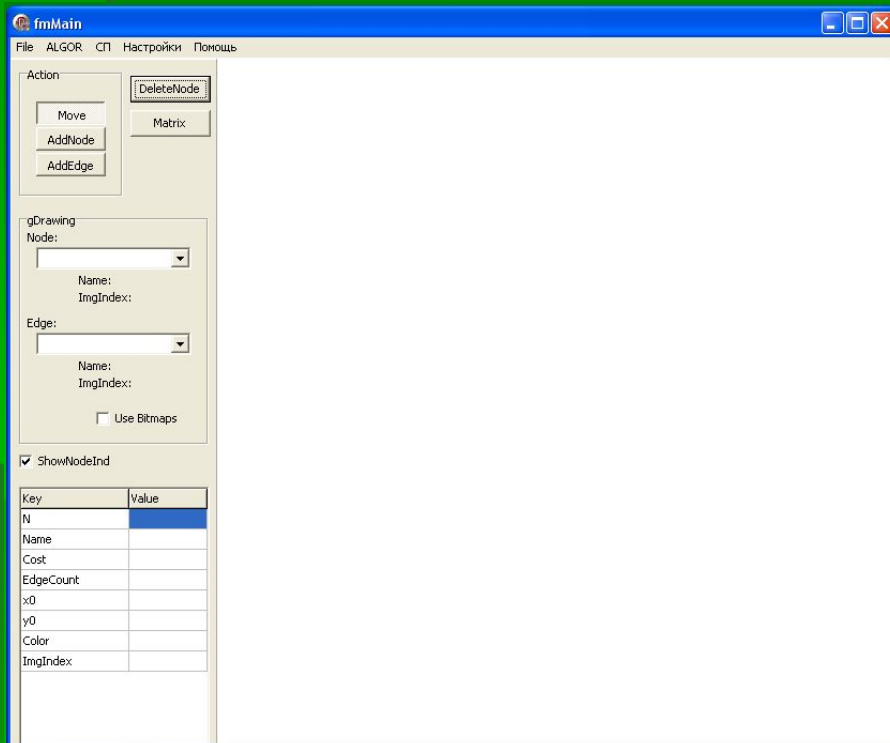 fmMain
File ALGOR СП Настройки Помощь
Action
DeleteNode
Move
Matrix
AddNode
AddEdge
gDrawing
Node:
Name:
ImgIndex:
Edge:
Name:
ImgIndex:
Use Bitmaps
ShowNodeInd
Key Value
N
Name
Cost
EdgeCount
x0
y0
Color
ImgIndex